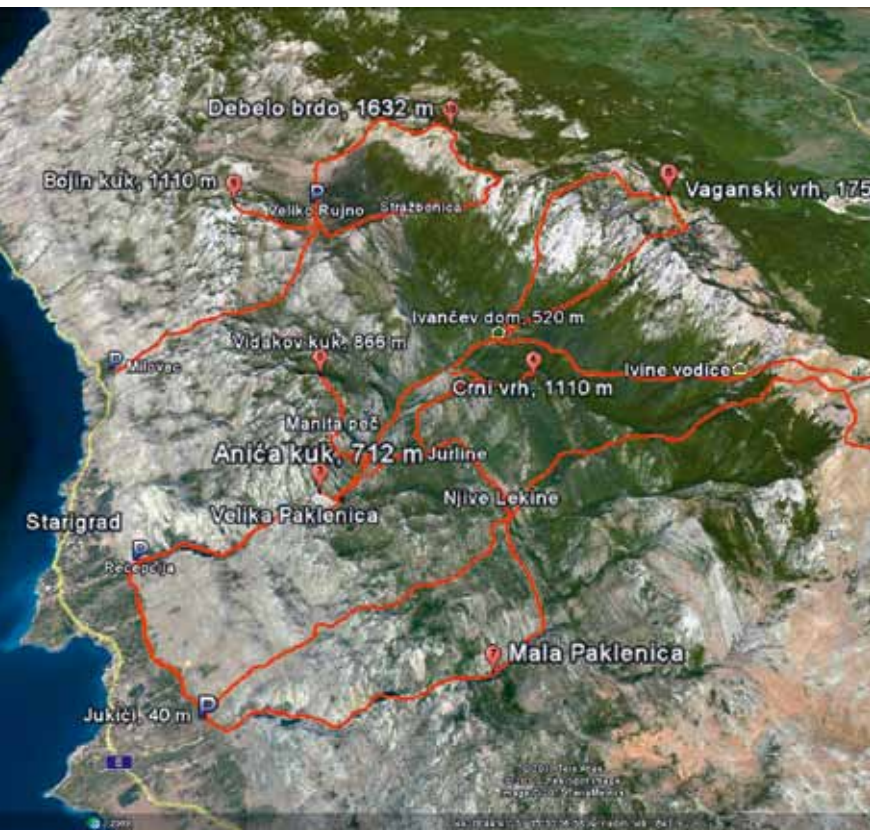 Debelo brdo, 1632 m
Bojin kuk, 1110 m
Vaganski vrh, 175
P
Veliko Rujno
Stražbenica
Ivančev dom, 520 m
Vidakov kuk, 866 m
P
Milovac
Ivine vodice
Crni vrh, 1110 m
Manita peč
Anića kuk, 712 m
Jurline
Njive Lekine
Velika Paklenica
Starigrad
P
Recepcija
Mala Paklenica
P
Jukići, 40 m